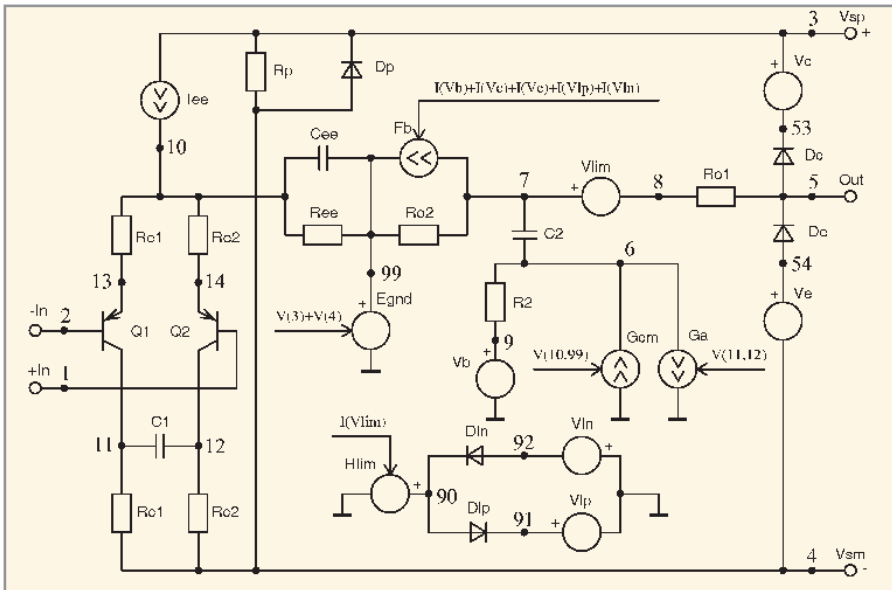 3
Vsp
+
Rp
Dp
Iee
I(Vb)+I(Vc)+I(Ve)+I(Vlp)+I(Vln)
+ Vc
53
10
Cee
Fb
Dc
7
Vlim
+
8
Ro1
5
Out
Re1
Re2
Ree
Ro2
C2
De
13
14
99
6
54
-In
2
Q1
Q2
V(3)+V(4)
+
Egnd
R2
9
+ Ve
+In
1
Vb
+
V(10,99)
Gcm
Ga
V(11,12)
11
C1
12
I(Vlim)
Dln
92
Vln
+
Hlim
+
90
Rc1
Rc2
Dlp
91
+
Vlp
4
Vsm
-